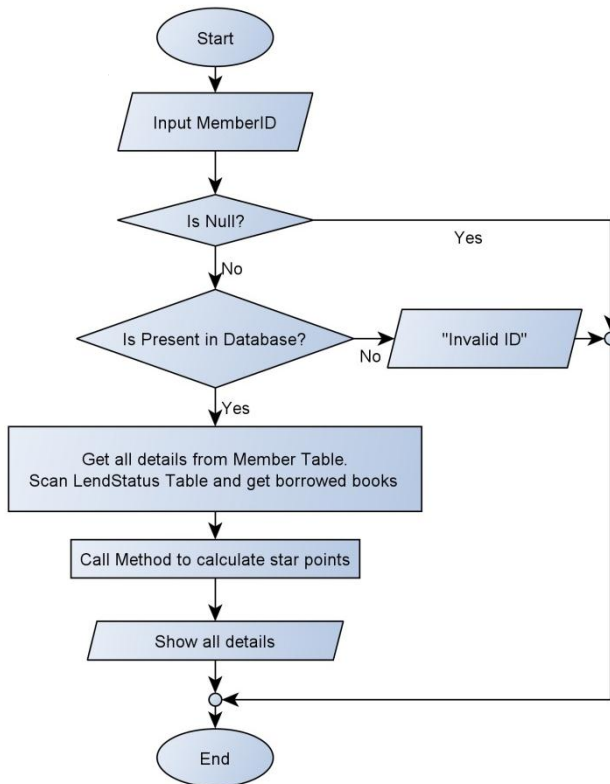 Start
Input MemberID
Is Null?
Yes
No
Is Present in Database?
No
"Invalid ID"
Yes
Get all details from Member Table.
Scan LendStatus Table and get borrowed books
Call Method to calculate star points
Show all details
End